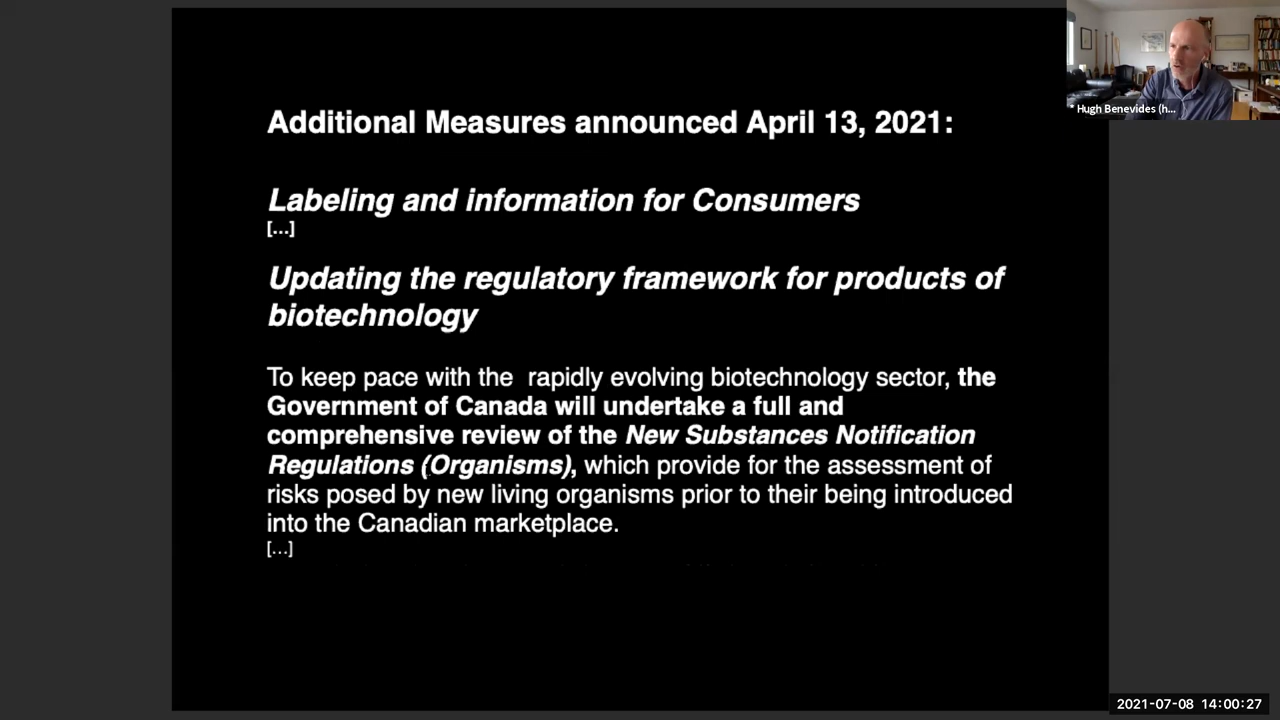 Additional Measures announced April 13, 2021:
Labeling and information for Consumers
[...]
Updating the regulatory framework for products of
biotechnology
To keep pace with the  rapidly evolving biotechnology sector, the
Government of Canada will undertake a full and
comprehensive review of the New Substances Notification
Regulations (Organisms), which provide for the assessment of
risks posed by new living organisms prior to their being introduced
into the Canadian marketplace.
[...]
* Hugh Benevides (h...
2021-07-08 14:00:27